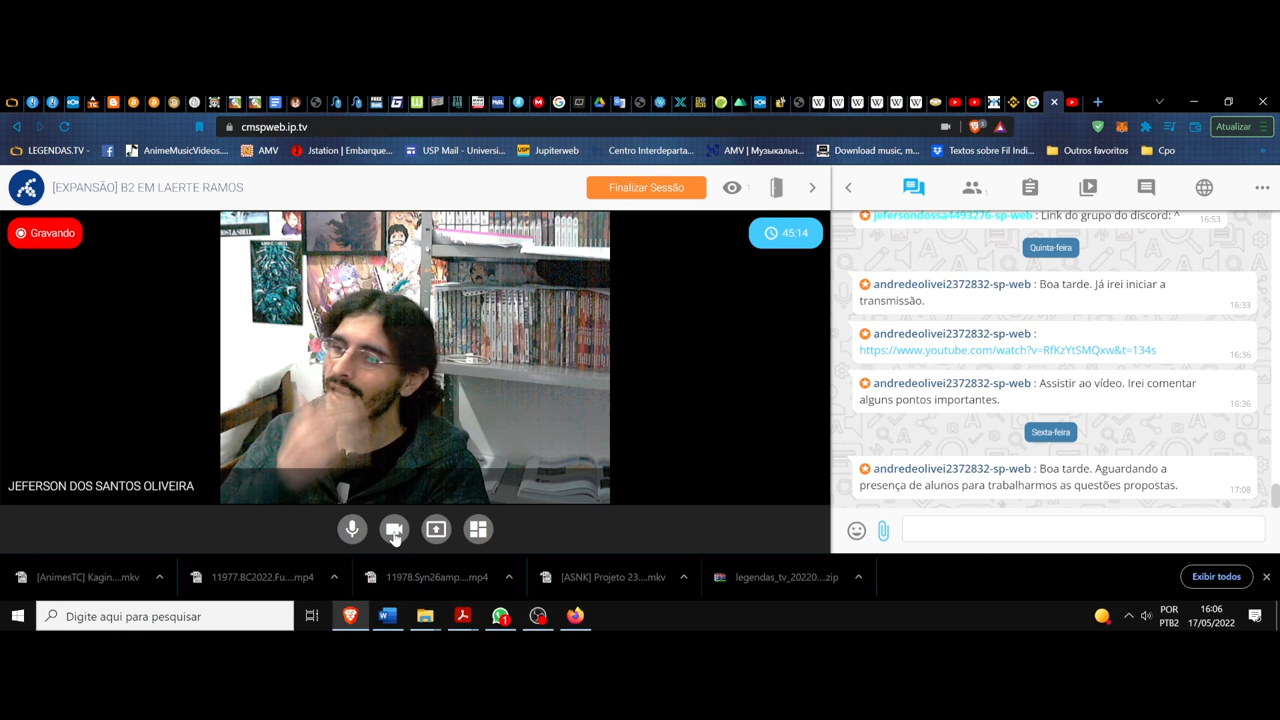 cmspweb.ip.tv
3
Atualizar
LEGENDAS.TV -
AnimeMusicVideos...
AMV
Jstation | Embarque...
USP Mail - Universi...
Jupiterweb
Centro Interdeparta...
AMV | Музыкальн...
Download music, m...
Textos sobre Fil Indi...
Outros favoritos
Cpo
[EXPANSÃO] B2 EM LAERTE RAMOS
Finalizar Sessão
1
1
Gravando
45:14
jefersondossa4493276-sp-web : Link do grupo do discord: ^
16:53
Quinta-feira
andredeolivei2372832-sp-web : Boa tarde. Já irei iniciar a
transmissão.
16:33
andredeolivei2372832-sp-web :
https://www.youtube.com/watch?v=RfKzYtSMQxw&t=134s
16:36
andredeolivei2372832-sp-web : Assistir ao vídeo. Irei comentar
alguns pontos importantes.
16:36
Sexta-feira
andredeolivei2372832-sp-web : Boa tarde. Aguardando a
presença de alunos para trabalharmos as questões propostas.
17:08
JEFERSON DOS SANTOS OLIVEIRA
[AnimesTC] Kagin....mkv
11977.BC2022.Fu....mp4
11978.Syn26amp....mp4
[ASNK] Projeto 23....mkv
legendas_tv_20220...zip
Exibir todos
Digite aqui para pesquisar
1
POR
PTB2
16:06
17/05/2022